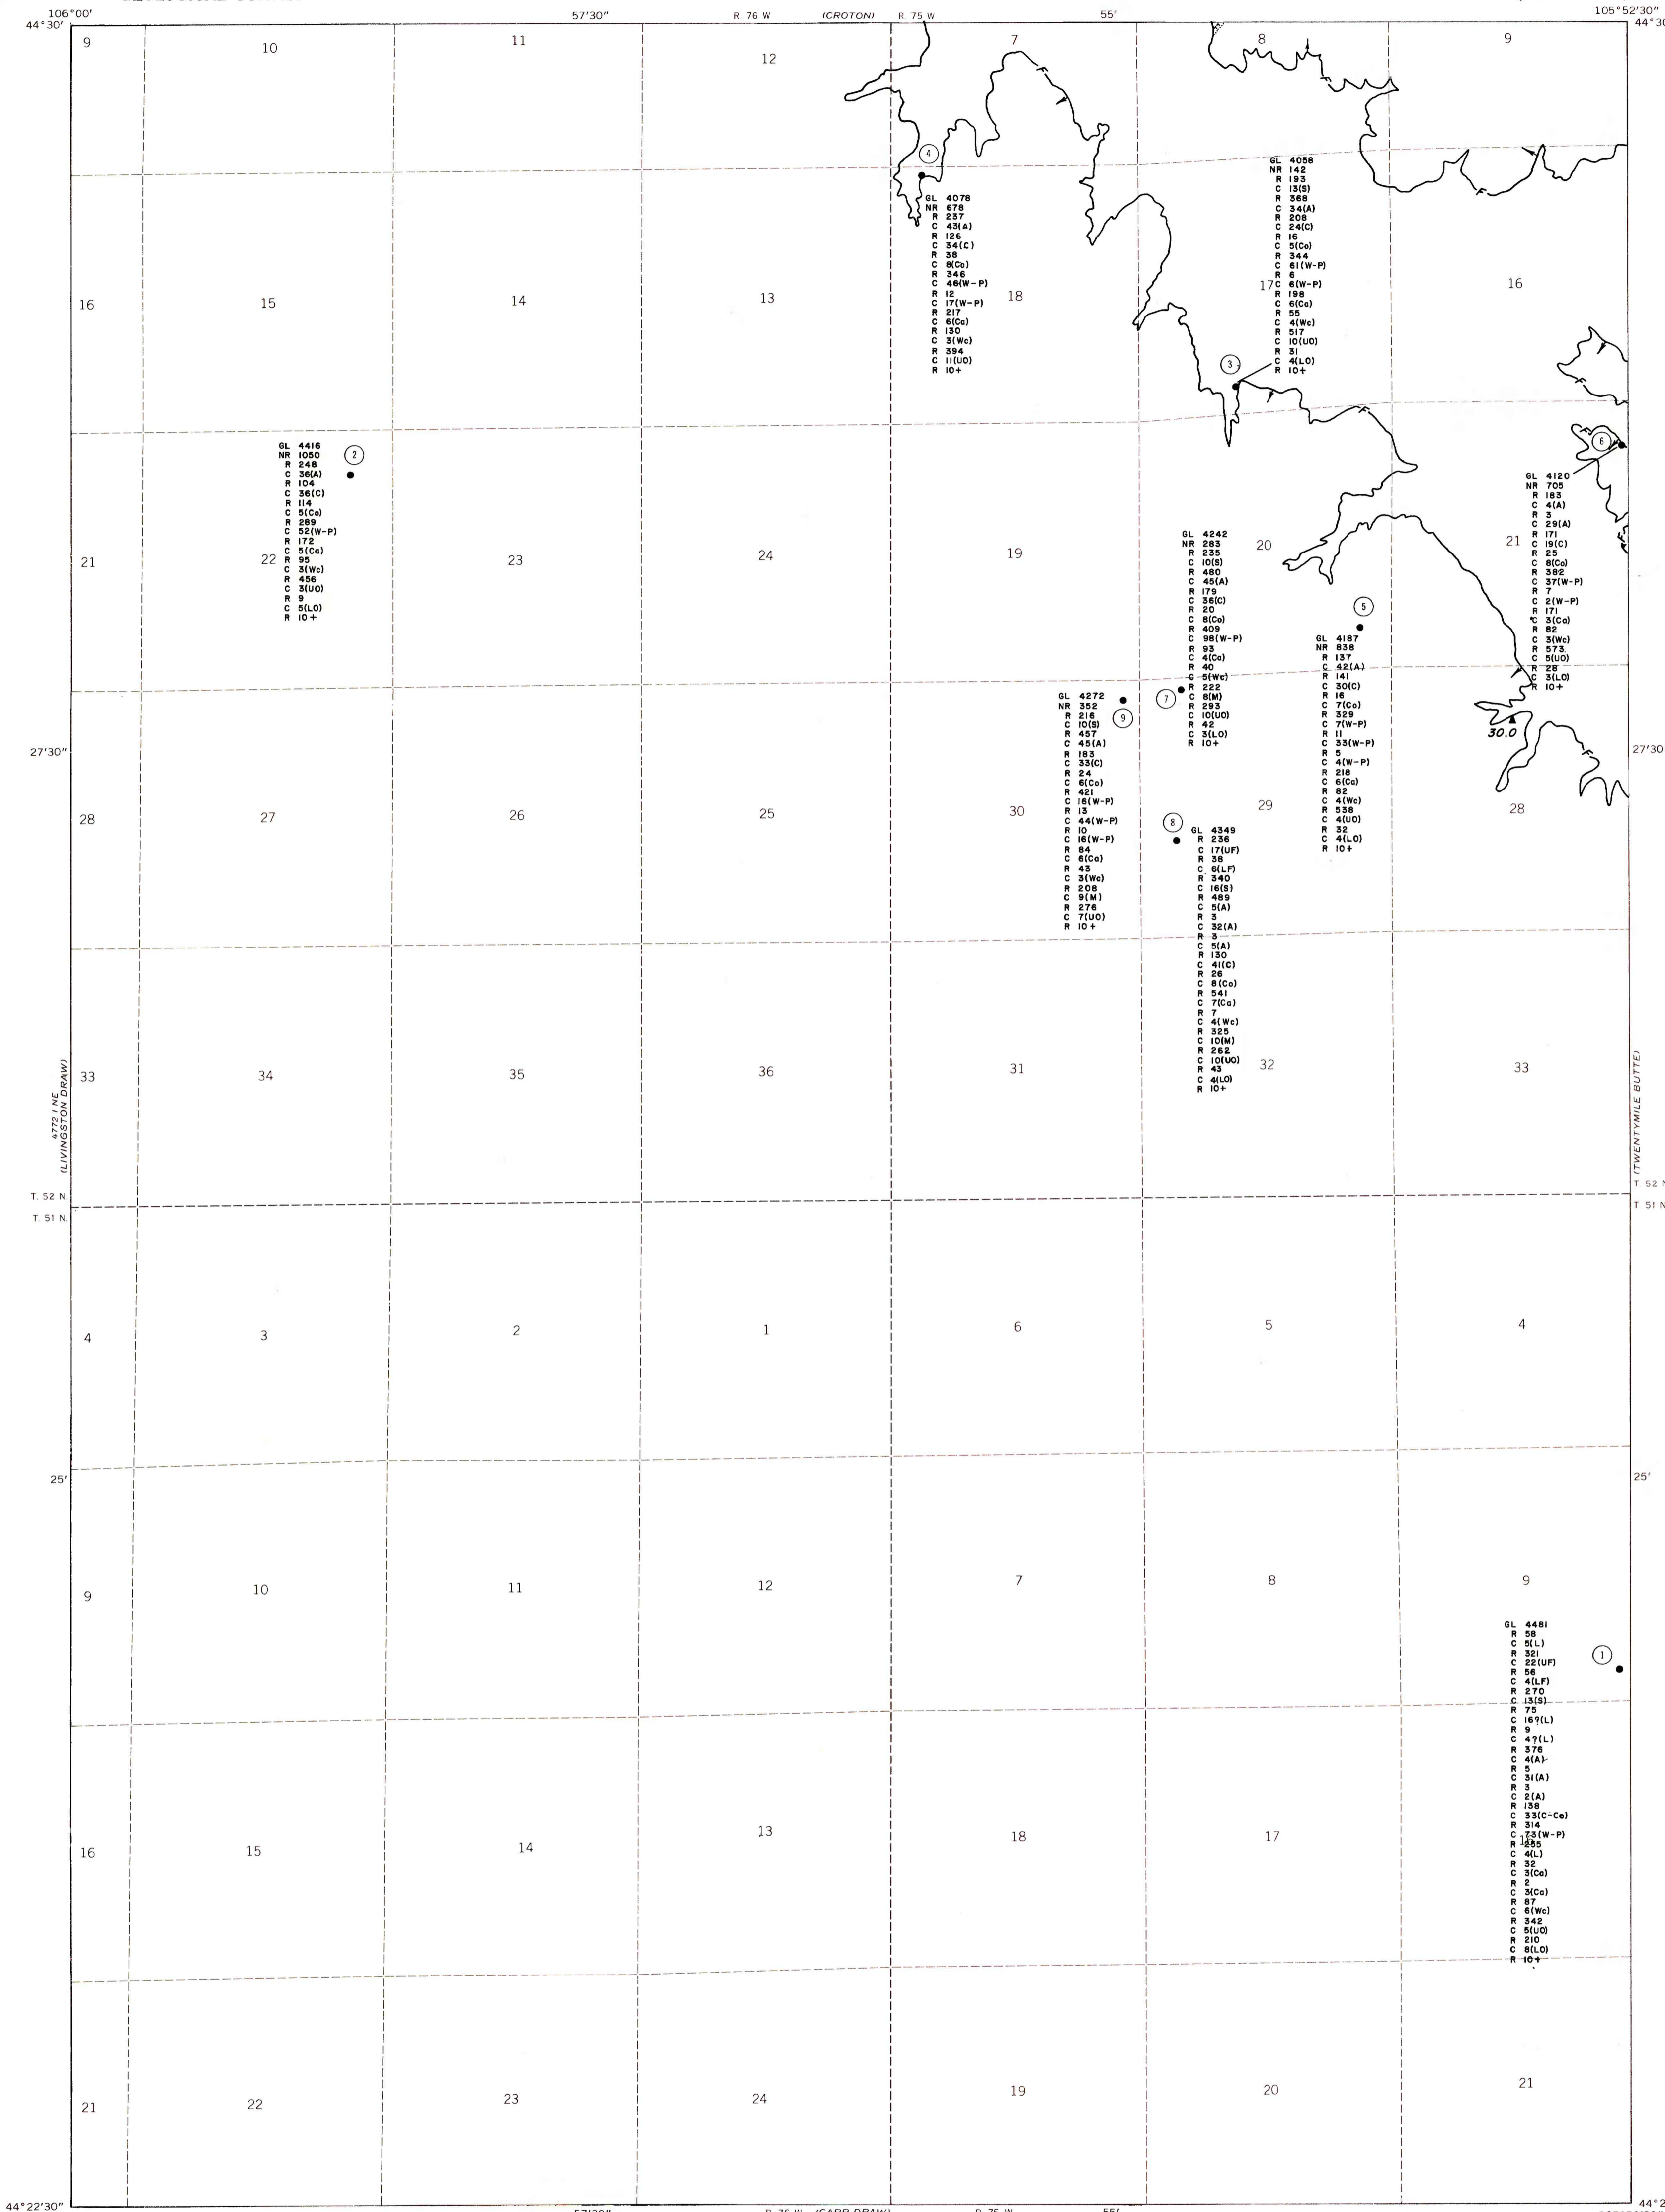 106°00'
57'30"
R. 76 W
(CROTON)
R. 75 W
55'
105°52'30"
44°30'
9
10
11
12
7
8
9
4
GL 4078
NR 678
R 237
C 43(A)
R 126
C 34(C)
R 38
C 8(Co)
R 346
C 46(W-P)
R 12
C 17(W-P)
R 217
C 6(Ca)
R 130
C 3(Wc)
R 394
C 11(UO)
R 10+
GL 4058
NR 142
R 193
C 13(S)
R 368
C 34(A)
R 208
C 24(C)
R 16
C 5(Co)
R 344
C 61(W-P)
R 6
C 6(W-P)
R 198
C 6(Ca)
R 55
C 4(Wc)
R 517
C 10(UO)
R 31
C 4(LO)
R 10+
3
16
15
14
13
18
17
16
GL 4416
NR 1050
R 248
C 36(A)
R 104
C 36(C)
R 114
C 5(Co)
R 289
C 52(W-P)
R 172
C 5(Ca)
R 95
C 3(Wc)
R 456
C 3(UO)
R 9
C 5(LO)
R 10+
2
6
GL 4120
NR 705
R 183
C 4(A)
R 3
C 29(A)
R 171
C 19(C)
R 25
C 8(Co)
R 382
C 37(W-P)
R 7
C 2(W-P)
R 171
C 3(Ca)
R 82
C 3(Wc)
R 573
C 5(UO)
R 28
C 3(LO)
R 10+
21
22
23
24
19
20
21
GL 4242
NR 283
R 235
C 10(S)
R 480
C 45(A)
R 179
C 36(C)
R 20
C 8(Co)
R 409
C 98(W-P)
R 93
C 4(Ca)
R 40
C 5(Wc)
R 222
C 8(M)
R 293
C 10(UO)
R 42
C 3(LO)
R 10+
7
5
GL 4187
NR 838
R 137
C 42(A)
R 141
C 30(C)
R 16
C 7(Co)
R 329
C 7(W-P)
R 11
C 33(W-P)
R 5
C 4(W-P)
R 218
C 6(Ca)
R 82
C 4(Wc)
R 538
C 4(UO)
R 32
C 4(LO)
R 10+
GL 4272
NR 352
R 216
C 10(S)
R 457
C 45(A)
R 183
C 33(C)
R 24
C 6(Co)
R 421
C 16(W-P)
R 13
C 44(W-P)
R 10
C 16(W-P)
R 84
C 6(Ca)
R 43
C 3(Wc)
R 208
C 9(M)
R 276
C 7(UO)
R 10+
9
30.0
27'30"
27'30"
28
27
26
25
30
29
28
8
GL 4349
R 236
C 17(UF)
R 38
C 6(LF)
R 340
C 16(S)
R 489
C 5(A)
R 3
C 32(A)
R 3
C 5(A)
R 130
C 41(C)
R 26
C 8(Co)
R 541
C 7(Ca)
R 7
C 4(Wc)
R 325
C 10(M)
R 262
C 10(UO)
R 43
C 4(LO)
R 10+
33
34
35
36
31
32
33
4772 I NE
(LIVINGSTON DRAW)
(TWENTYMILE BUTTE)
T. 52 N.
T. 51 N.
T 52 N
T 51 N
4
3
2
1
6
5
4
25'
25'
9
10
11
12
7
8
9
GL 4481
R 58
C 5(L)
R 321
C 22(UF)
R 56
C 4(LF)
R 270
C 13(S)
R 75
C 16?(L)
R 9
C 4?(L)
R 376
C 4(A)
R 5
C 31(A)
R 3
C 2(A)
R 138
C 33(C-Co)
R 314
C 73(W-P)
R 255
C 4(L)
R 32
C 3(Ca)
R 2
C 3(Ca)
R 87
C 6(Wc)
R 342
C 5(UO)
R 210
C 8(LO)
R 10+
1
16
15
14
13
18
17
21
22
23
24
19
20
21
44°22'30"
R. 75 W
55'